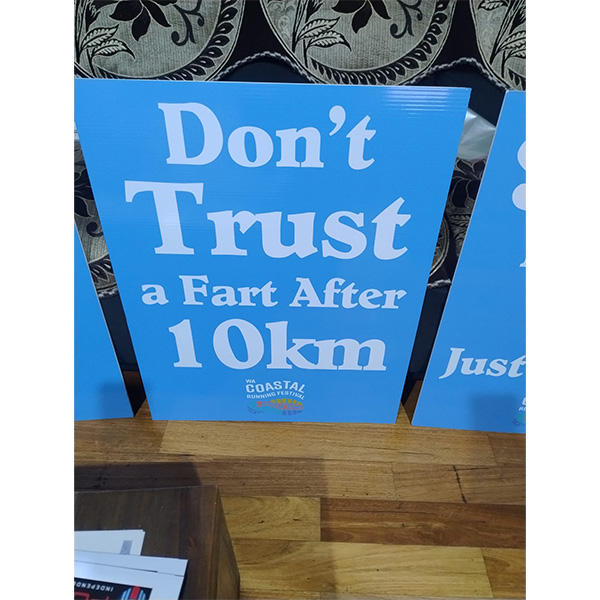 Don't
Trust
a Fart After
10km
WA
COASTAL
RUNNING FESTIVAL
Just